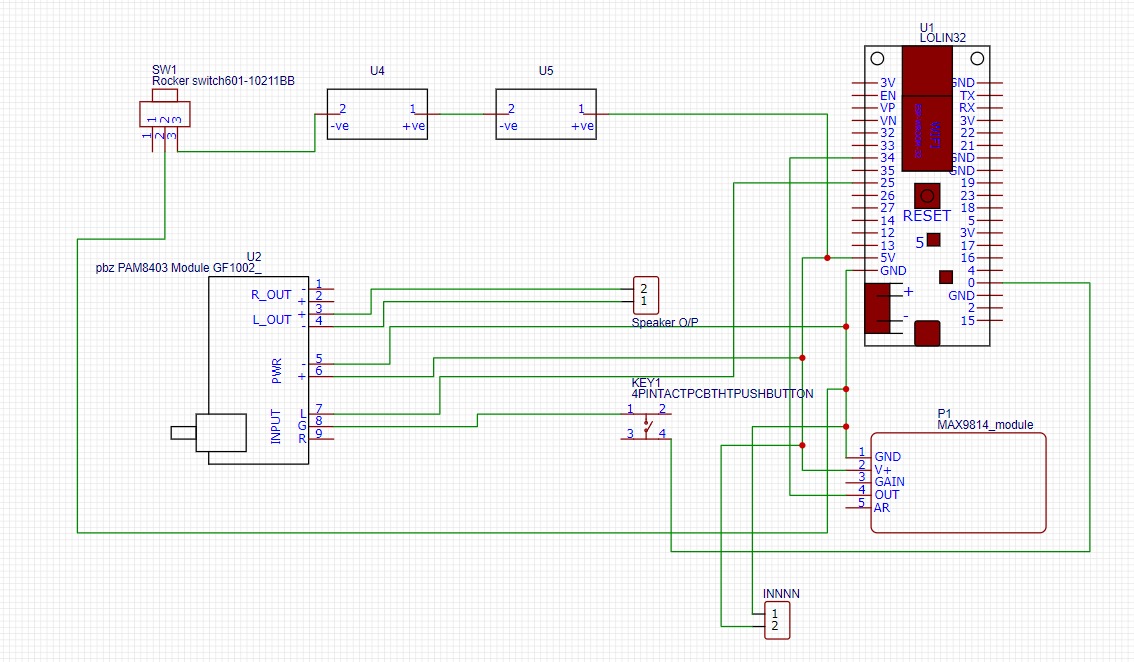 U1
LOLIN32
SW1
Rocker switch601-10211BB
1 2 3
1 2 3
U4
2 1
-ve +ve
U5
2 1
-ve +ve
3V GND
EN TX
VP RX
VN 3V
32 22
33 21
34 GND
35 GND
25 19
26 23
27 18
14 5
12 3V
13 17
5V 16
GND 4
0
GND
2
15
WIFI
RESET
5
+
-
U2
pbz PAM8403 Module GF1002_
R_OUT
- 1
+ 2
L_OUT
+ 3
- 4
PWR
- 5
+ 6
INPUT
L 7
G 8
R 9
2
1
Speaker O/P
KEY1
4PINTACTPCBTHTPUSHBUTTON
1 2
3 4
P1
MAX9814_module
1 GND
2 V+
3 GAIN
4 OUT
5 AR
INNNN
1
2